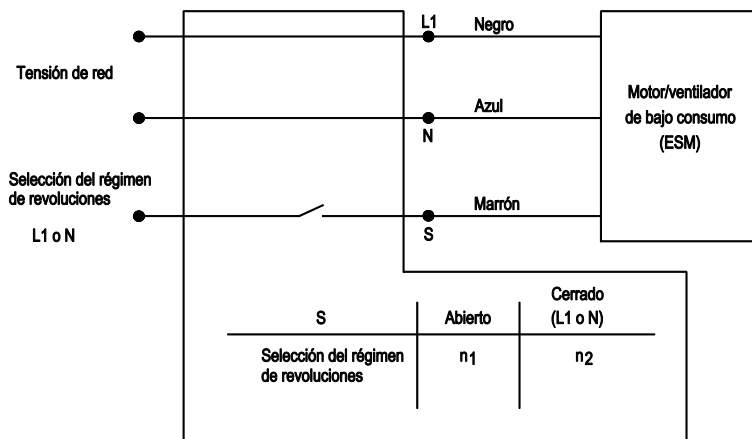 L1
Negro
Tensión de red
Motor/ventilador
de bajo consumo
(ESM)
Azul
N
Selección del régimen
de revoluciones
L1 o N
Marrón
S
Cerrado
S
Abierto
(L1 o N)
Selección del régimen
de revoluciones
n1
n2